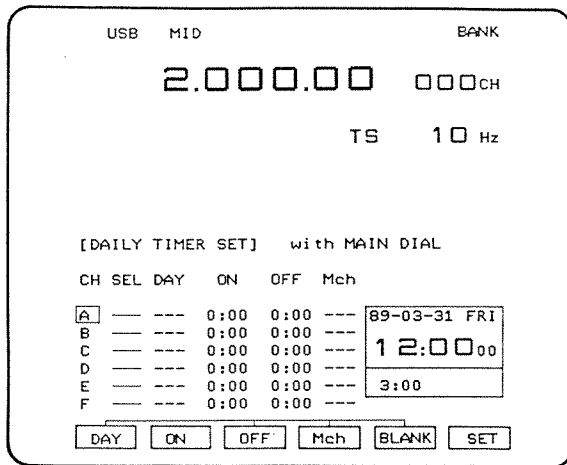 USB MID BANK
2.000.00 000CH
TS 10 Hz
[DAILY TIMER SET] with MAIN DIAL
CH SEL DAY ON OFF Mch
A —— --- 0:00 0:00 ---
B —— --- 0:00 0:00 ---
C —— --- 0:00 0:00 ---
D —— --- 0:00 0:00 ---
E —— --- 0:00 0:00 ---
F —— --- 0:00 0:00 ---
89-03-31 FRI
12:00 00
3:00
DAY ON OFF Mch BLANK SET